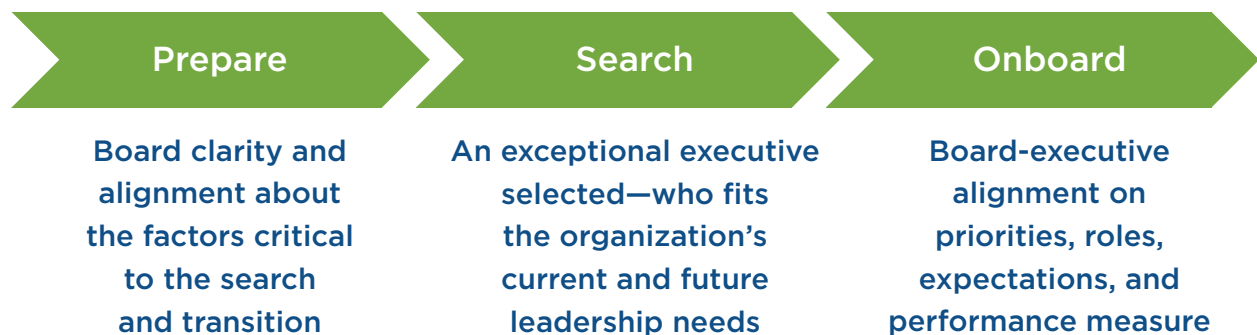 Prepare
Board clarity and
alignment about
the factors critical
to the search
and transition
Search
An exceptional executive
selected—who fits
the organization's
current and future
leadership needs
Onboard
Board-executive
alignment on
priorities, roles,
expectations, and
performance measure